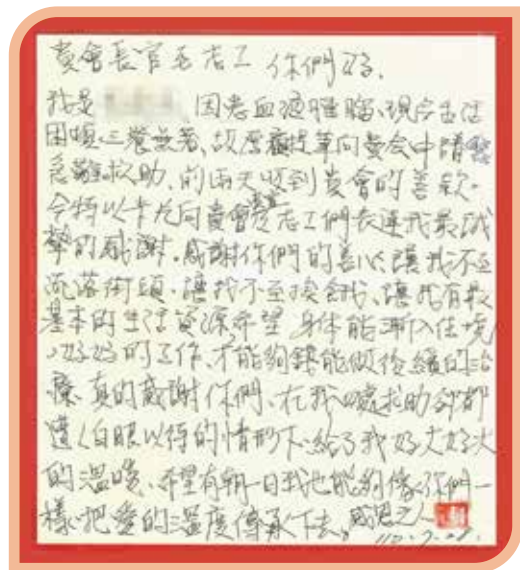 貴會長官及志工 你們好.
我是 因患血液腫瘤、現今生活
困頓、三餐無著、故厚顏提筆向貴会申請
急難救助、前兩天收到貴會的善款.
今特以卡片向貴會 志工們表達我最誠
摯的感謝.感謝你們的善心、讓我不至
流落街頭.讓我不至挨餓、讓我有最
基本的生活資源希望 身体能漸入佳境
好好的工作、才能夠錢能做後續的治
療、真的感謝你們、在我 處求助卻都
遭人白眼以待的情形下、給了我好大好大
的溫暖、希望有朝一日我也能夠像你們一
樣、把愛的溫度傳承下去。感恩之人
110.7.08.